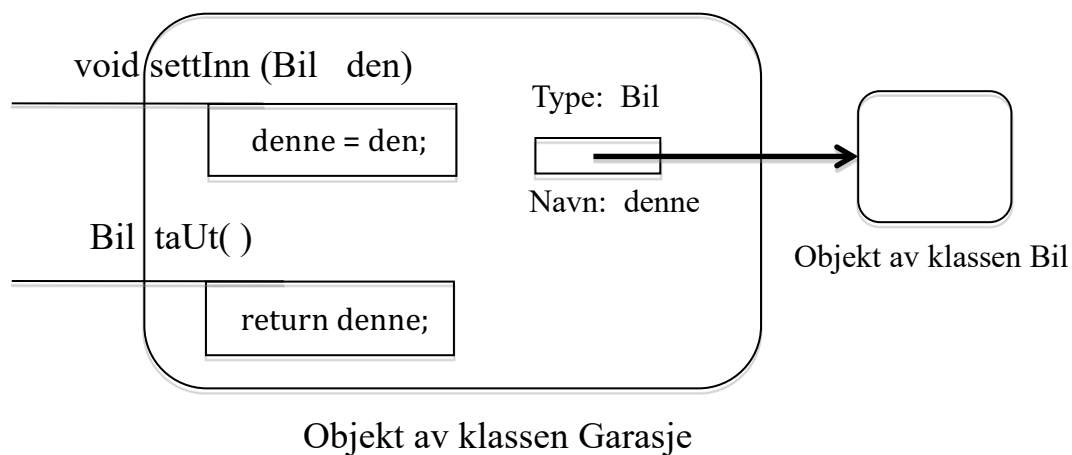 void settInn (Bil den)
denne = den;
Type: Bil
Navn: denne
Bil taUt( )
return denne;
Objekt av klassen Bil
Objekt av klassen Garasje